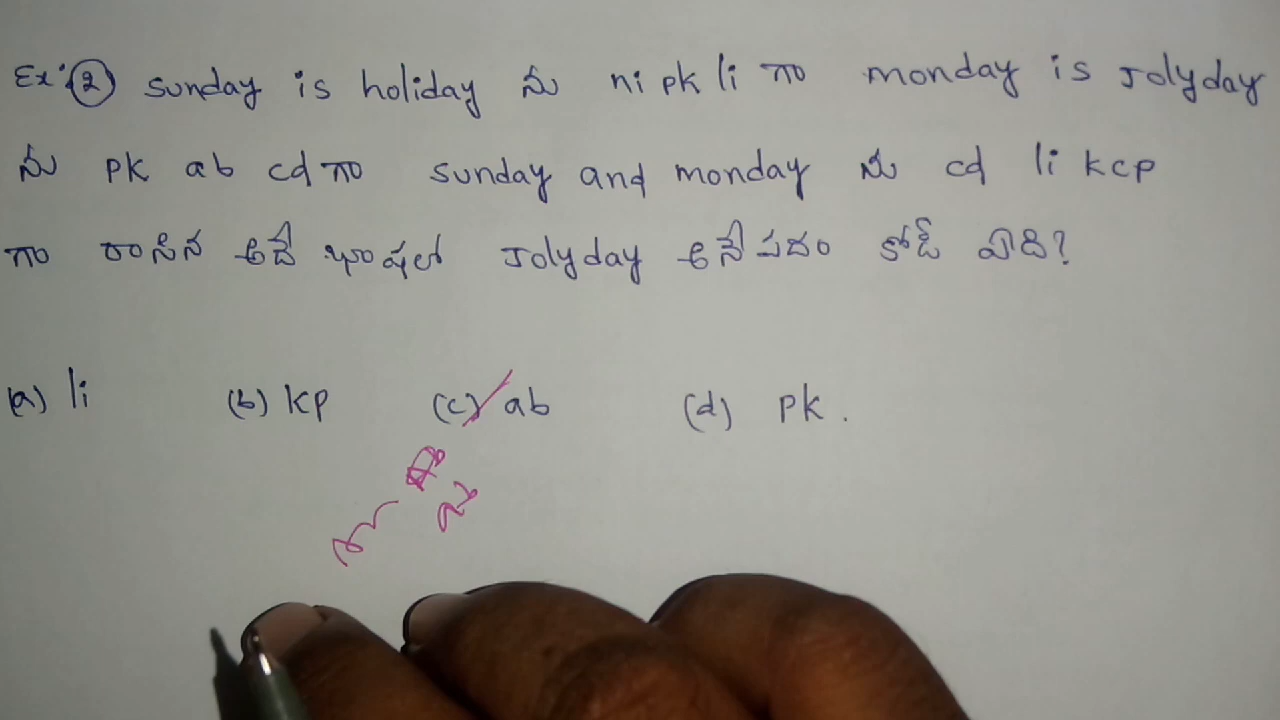 Ex:② sunday is holiday ను ni pk li గా monday is Jolyday
ను pk ab cd గా sunday and monday ను cd li kcp
గా రాసిన అదే భాషలో Jolyday అనే పదం కోడ్ ఏది?
(a) li (b) kp (c) ab (d) pk.